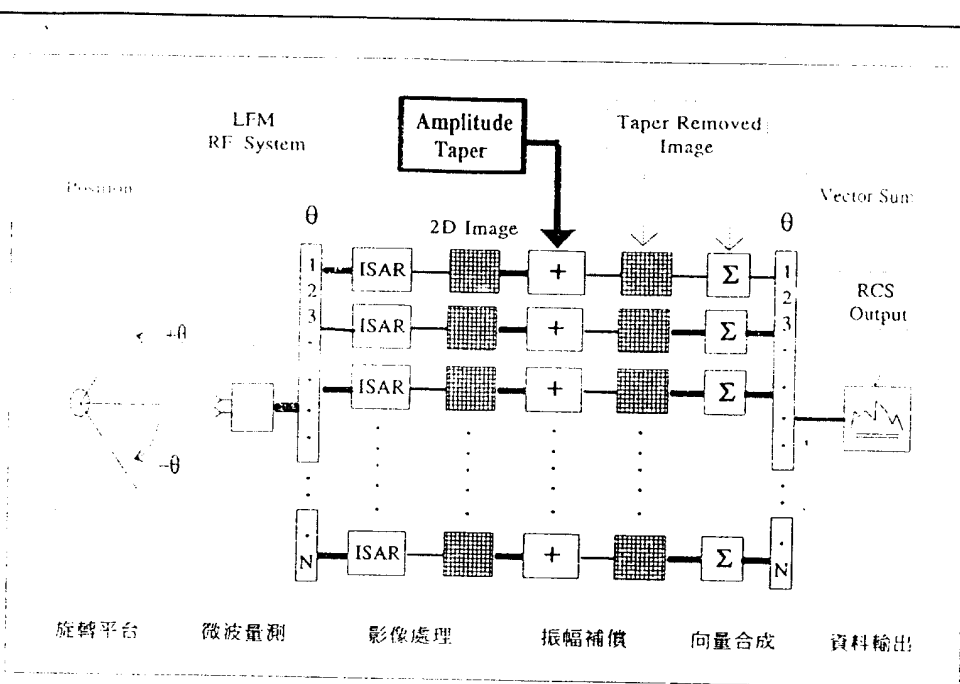 LFM
RF System
Amplitude
Taper
Taper Removed
Image
Position
Vector Sum
θ
2D Image
θ
1
2
3
.
.
.
N
ISAR
+
Σ
1
2
3
.
.
.
N
ISAR
+
Σ
ISAR
+
Σ
ISAR
+
Σ
RCS
Output
+θ
-θ
旋轉平台
微波量測
影像處理
振幅補償
向量合成
資料輸出